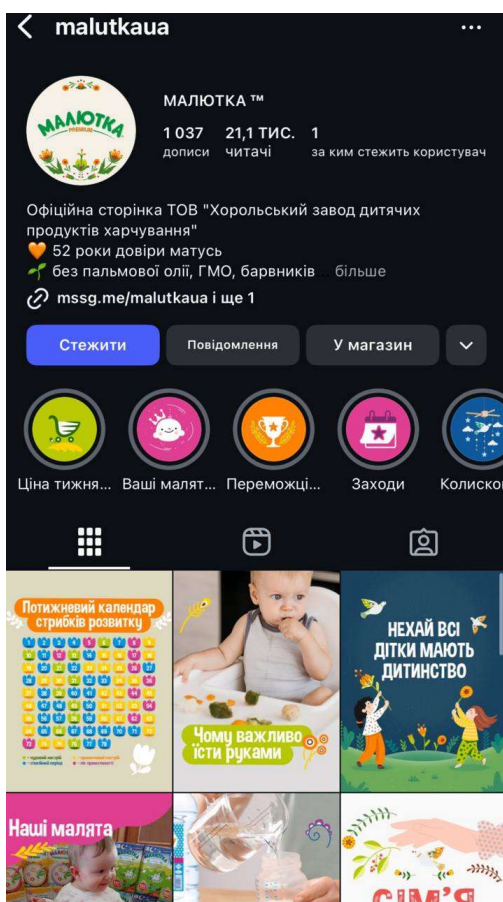 malutkaua
МАЛЮТКА
PREMIUM
МАЛЮТКА ™
1 037 21,1 ТИС. 1
дописи читачі за ким стежить користувач
Офіційна сторінка ТОВ "Хорольський завод дитячих
продуктів харчування"
🧡 52 роки довіри матусь
🌱 без пальмової олії, ГМО, барвників... більше
mssg.me/malutkaua і ще 1
Стежити Повідомлення У магазин
Ціна тижня... Ваші малят... Переможці... Заходи Колиско
Потижневий календар
стрибків розвитку
Чому важливо
їсти руками
НЕХАЙ ВСІ
ДІТКИ МАЮТЬ
ДИТИНСТВО
Наші малята
СІМ'Я